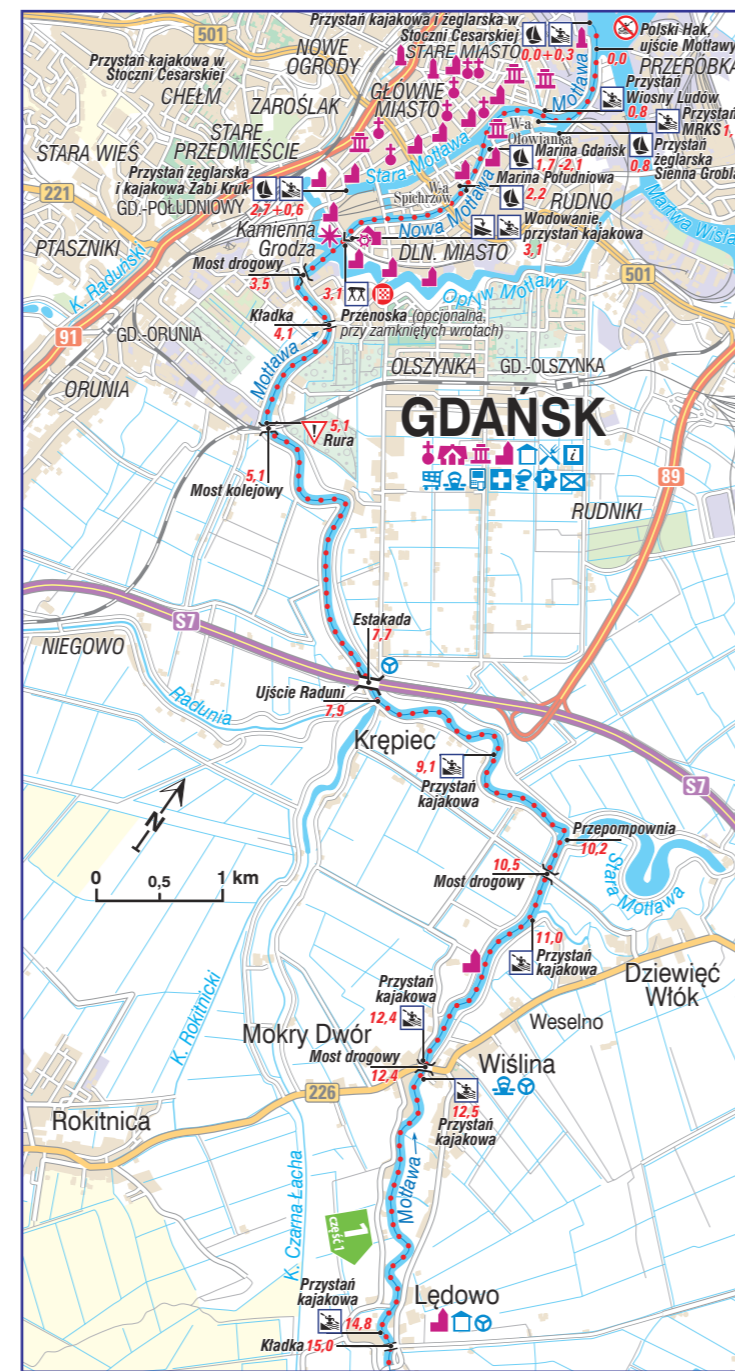 501
NOWE
OGRODY
Przystań kajakowa i żeglarska w
Stoczni Cesarskiej
0,0+0,3
STARE MIASTO
Polski Hak,
ujście Motławy
0,0
PRZERÓBKA
Przystań kajakowa w
Stoczni Cesarskiej
CHEŁM
ZAROŚLAK
GŁÓWNE
MIASTO
Motława
Przystań
Wiosny Ludów
0,8
Przystań
MRKS 1,
STARA WIEŚ
STARE
PRZEDMIEŚCIE
W-a
Ołowianka
Stara Motława
Marina Gdańsk
1,7 -2,1
0,8
Przystań
żeglarska
Sienna Grobla
221
Przystań żeglarska
i kajakowa Żabi Kruk
2,7+0,6
GD.-POŁUDNIOWY
W-a
Spichrzów
Marina Południowa
2,2
RUDNO
Martwa Wisła
PTASZNIKI
Kamienna
Grodza
Nowa Motława
Wodowanie,
przystań kajakowa
3,1
DLN. MIASTO
K. Raduński
Most drogowy
3,5
501
Opływ Motławy
3,1
Przenoska (opcjonalna,
przy zamkniętych wrotach)
Kładka
4,1
91
GD.-ORUNIA
Motława
OLSZYNKA
GD.-OLSZYNKA
ORUNIA
GDAŃSK
5,1
Rura
i
P
89
5,1
Most kolejowy
RUDNIKI
S7
Estakada
7,7
NIEGOWO
Radunia
Ujście Raduni
7,9
Krępiec
9,1
Przystań
kajakowa
S7
N
Przepompownia
10,2
0
0,5
1 km
10,5
Most drogowy
Stara Motława
11,0
Przystań
kajakowa
Dziewięć
Włók
K. Rokitnicki
Przystań
kajakowa
12,4
Weselno
Mokry Dwór
Most drogowy
12,4
Wiślina
226
12,5
Przystań
kajakowa
Rokitnica
Motława
K. Czarna Łacha
1
część 1
Przystań
kajakowa
14,8
Lędowo
Kładka 15,0